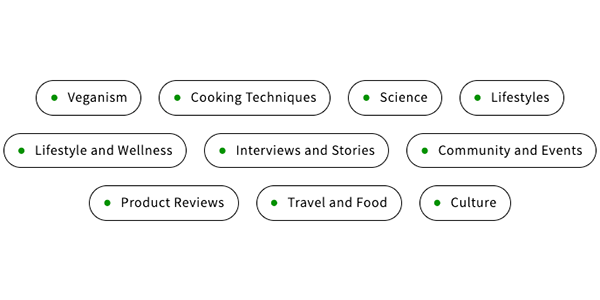 Veganism Cooking Techniques Science Lifestyles
Lifestyle and Wellness Interviews and Stories Community and Events
Product Reviews Travel and Food Culture